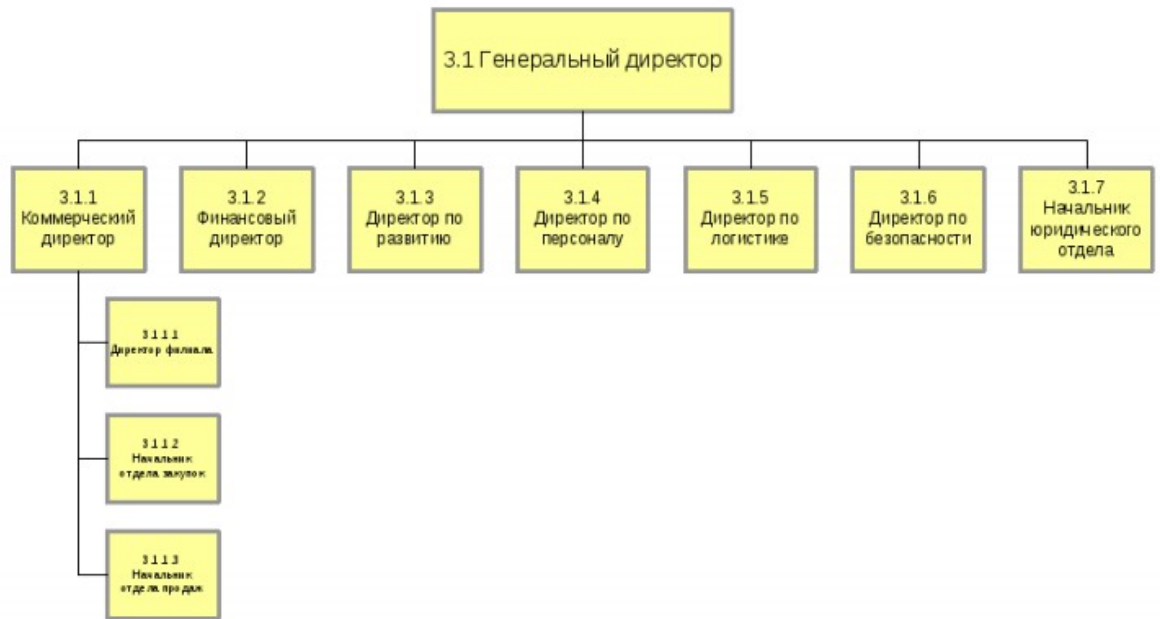 3.1 Генеральный директор
3.1.1
Коммерческий
директор
3.1.2
Финансовый
директор
3.1.3
Директор по
развитию
3.1.4
Директор по
персоналу
3.1.5
Директор по
логистике
3.1.6
Директор по
безопасности
3.1.7
Начальник
юридического
отдела
3.1.1.1
Директор филиала
3.1.1.2
Начальник
отдела закупок
3.1.1.3
Начальник
отдела продаж